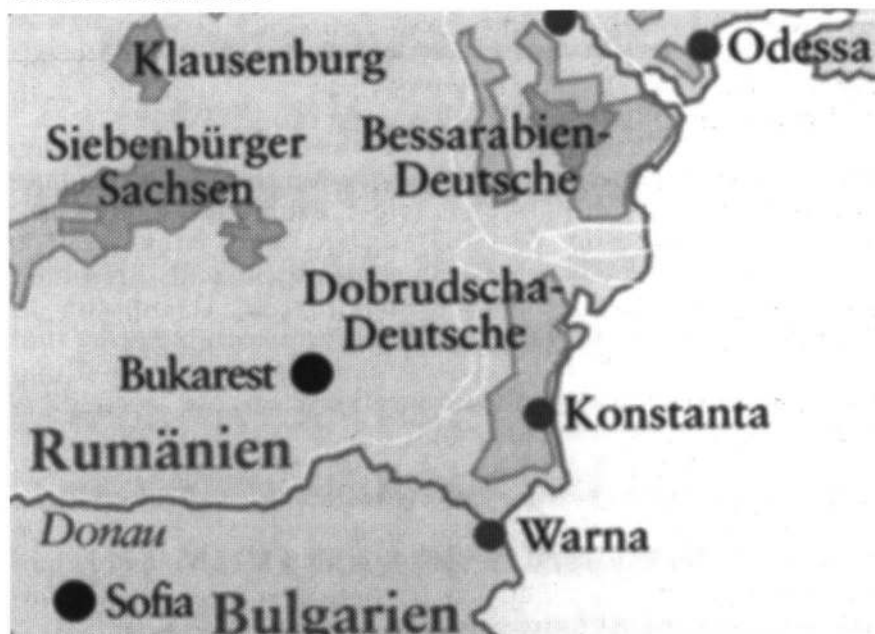 Klausenburg
Odessa
Siebenbürger
Sachsen
Bessarabien-
Deutsche
Dobrudscha-
Deutsche
Bukarest
Konstanta
Rumänien
Donau
Warna
Sofia
Bulgarien